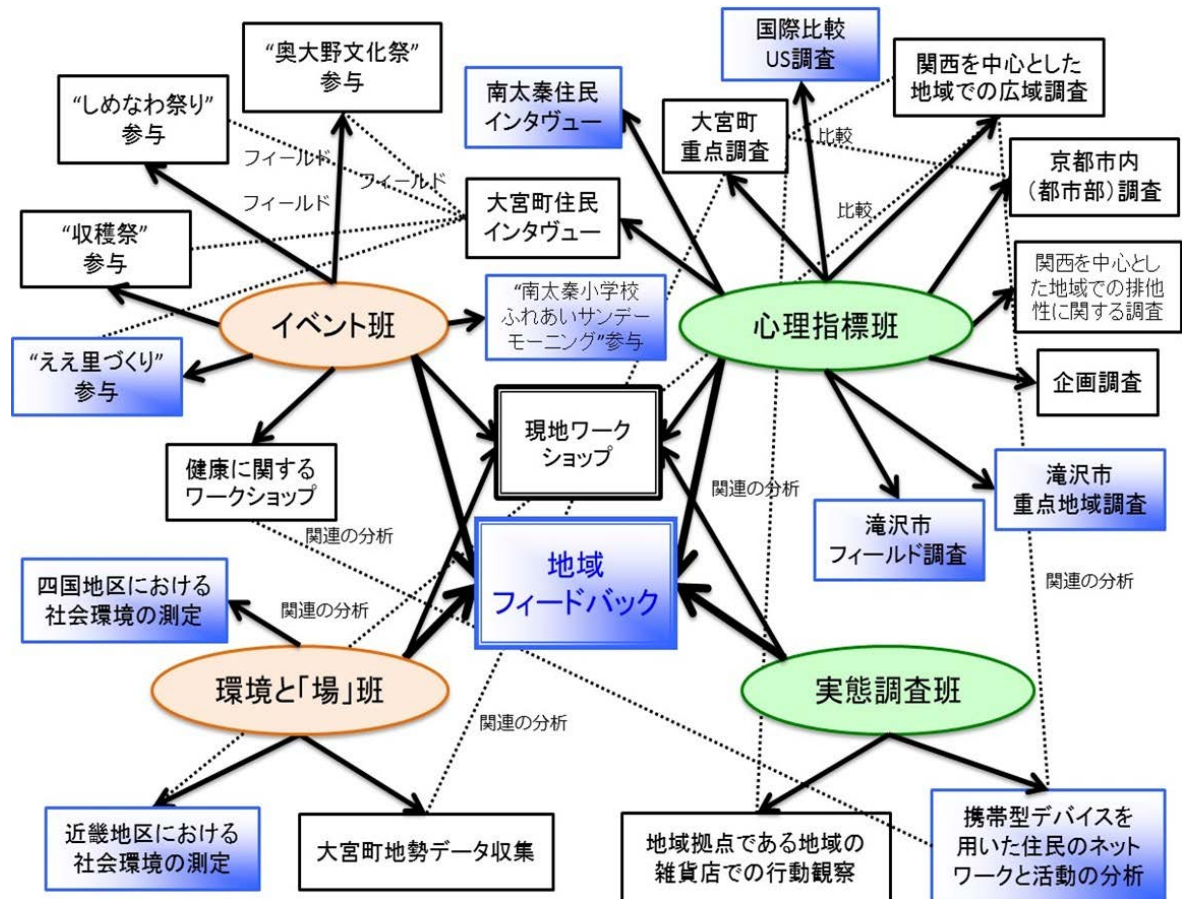 “奥大野文化祭”
参与
“しめなわ祭り”
参与
フィールド
フィールド
フィールド
“収穫祭”
参与
イベント班
“ええ里づくり”
参与
健康に関する
ワークショップ
南太秦住民
インタヴュー
大宮町住民
インタヴュー
“南太秦小学校
ふれあいサンデー
モーニング”参与
国際比較
US調査
大宮町
重点調査
関西を中心とした
地域での広域調査
比較
比較
京都市内
（都市部）調査
関西を中心とし
た地域での排他
性に関する調査
心理指標班
企画調査
滝沢市
重点地域調査
滝沢市
フィールド調査
現地ワーク
ショップ
地域
フィードバック
関連の分析
関連の分析
関連の分析
関連の分析
関連の分析
四国地区における
社会環境の測定
環境と「場」班
近畿地区における
社会環境の測定
大宮町地勢データ収集
実態調査班
地域拠点である地域の
雑貨店での行動観察
携帯型デバイスを
用いた住民のネット
ワークと活動の分析